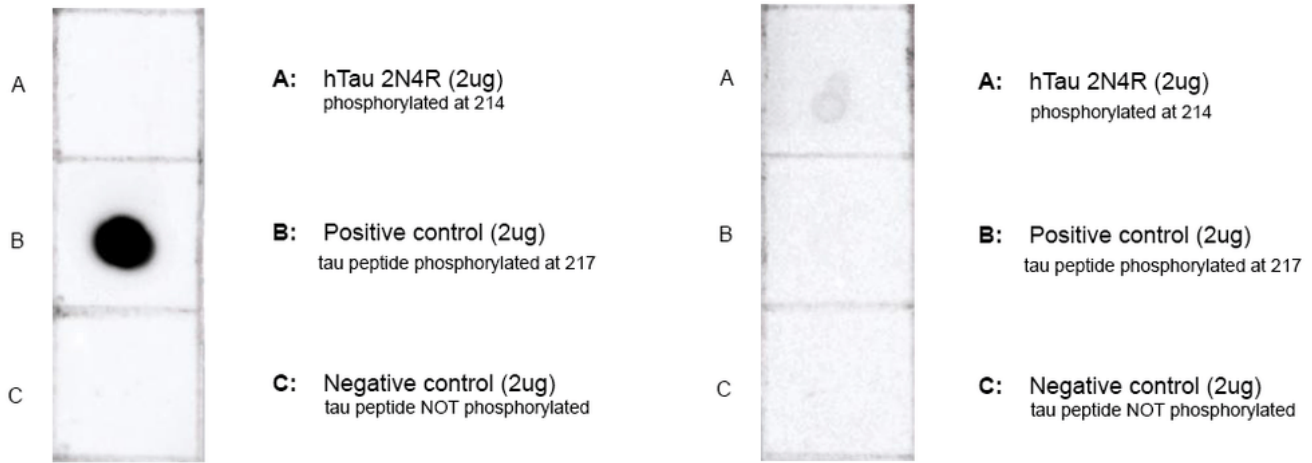 A
A: hTau 2N4R (2ug)
phosphorylated at 214
B
B: Positive control (2ug)
tau peptide phosphorylated at 217
C
C: Negative control (2ug)
tau peptide NOT phosphorylated
A
A: hTau 2N4R (2ug)
phosphorylated at 214
B
B: Positive control (2ug)
tau peptide phosphorylated at 217
C
C: Negative control (2ug)
tau peptide NOT phosphorylated